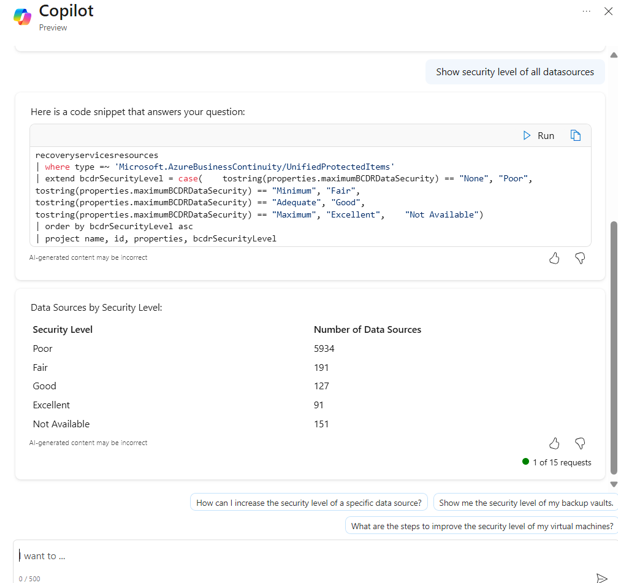 Copilot
Preview
Show security level of all datasources
Here is a code snippet that answers your question:
Run
recoveryservicesresources
| where type =~ 'Microsoft.AzureBusinessContinuity/UnifiedProtectedItems'
| extend bcdrSecurityLevel = case(    tostring(properties.maximumBCDRDataSecurity) == "None", "Poor",
tostring(properties.maximumBCDRDataSecurity) == "Minimum", "Fair",
tostring(properties.maximumBCDRDataSecurity) == "Adequate", "Good",
tostring(properties.maximumBCDRDataSecurity) == "Maximum", "Excellent",    "Not Available")
| order by bcdrSecurityLevel asc
| project name, id, properties, bcdrSecurityLevel
AI-generated content may be incorrect
Data Sources by Security Level:
Security Level Number of Data Sources
Poor 5934
Fair 191
Good 127
Excellent 91
Not Available 151
AI-generated content may be incorrect
1 of 15 requests
How can I increase the security level of a specific data source? Show me the security level of my backup vaults.
What are the steps to improve the security level of my virtual machines?
I want to ...
0 / 500